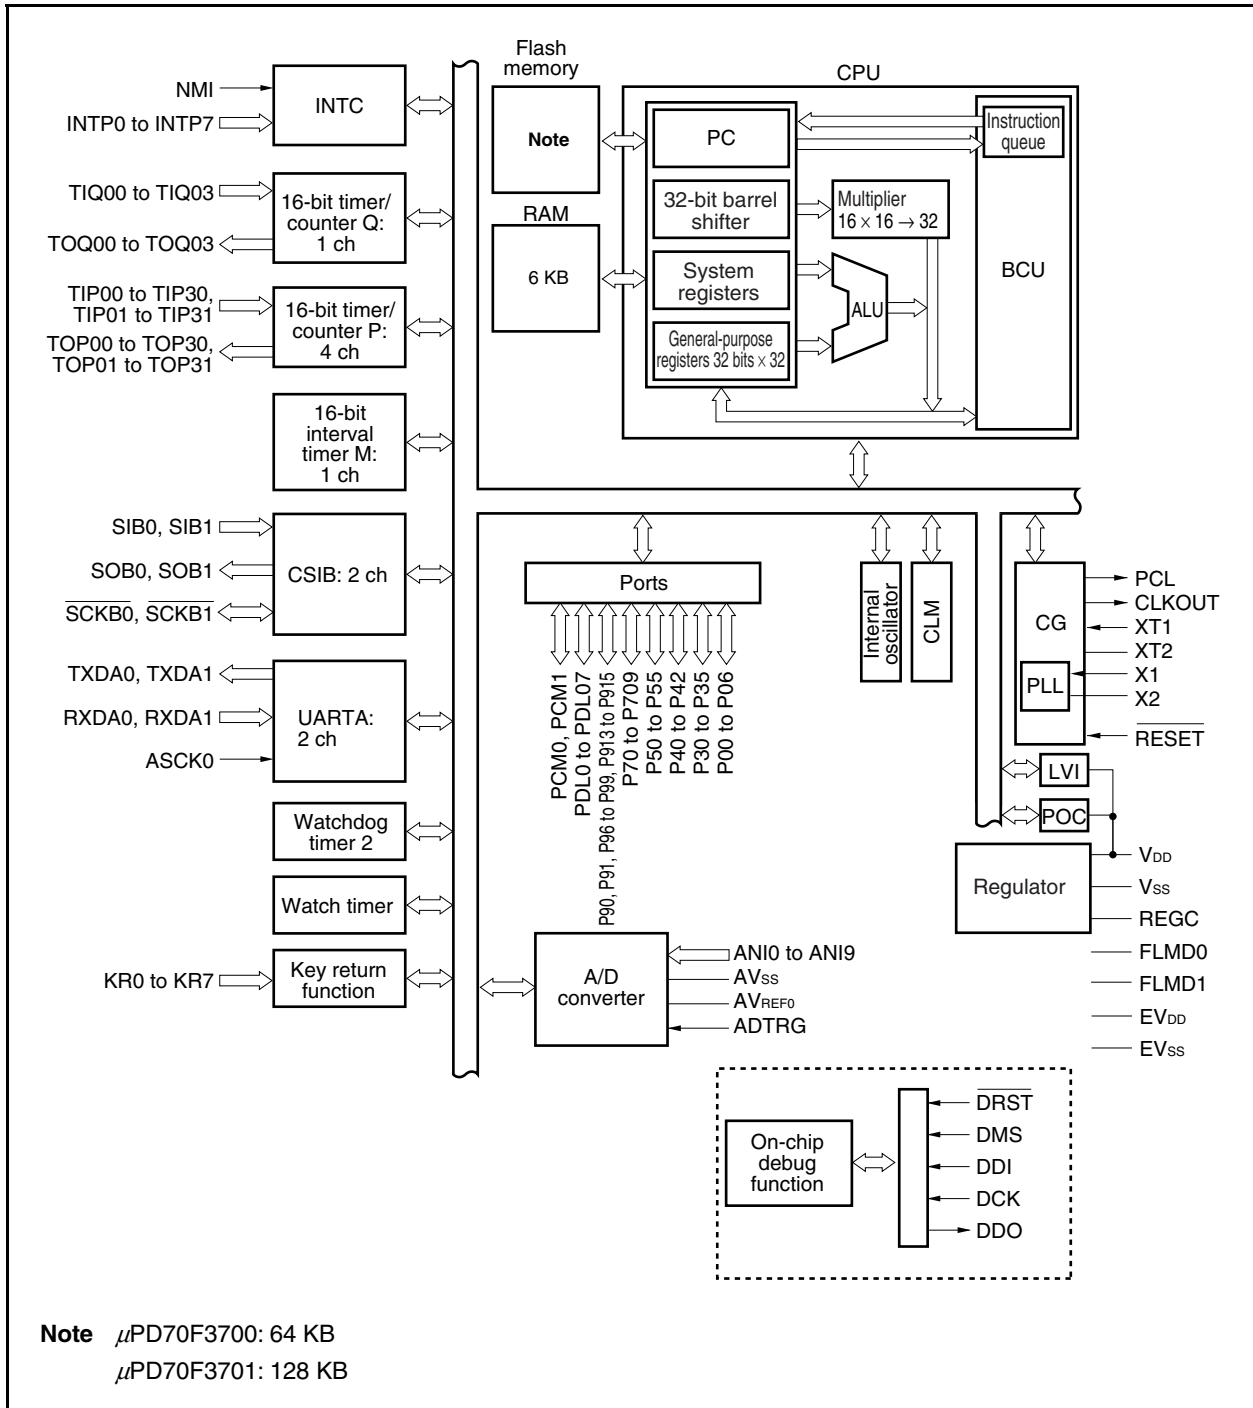 NMI
INTP0 to INTP7
INTC
TIQ00 to TIQ03
TOQ00 to TOQ03
16-bit timer/
counter Q:
1 ch
TIP00 to TIP30,
TIP01 to TIP31
TOP00 to TOP30,
TOP01 to TOP31
16-bit timer/
counter P:
4 ch
16-bit
interval
timer M:
1 ch
SIB0, SIB1
SOB0, SOB1
SCKB0, SCKB1
CSIB: 2 ch
TXDA0, TXDA1
RXDA0, RXDA1
ASCK0
UARTA:
2 ch
Watchdog
timer 2
Watch timer
KR0 to KR7
Key return
function
Flash
memory
Note
RAM
6 KB
CPU
PC
32-bit barrel
shifter
System
registers
General-purpose
registers 32 bits × 32
Multiplier
16 × 16 → 32
ALU
Instruction
queue
BCU
Ports
PCM0, PCM1
PDL0 to PDL07
P90, P91, P96 to P99, P913 to P915
P70 to P709
P50 to P55
P40 to P42
P30 to P35
P00 to P06
Internal
oscillator
CLM
CG
PLL
PCL
CLKOUT
XT1
XT2
X1
X2
RESET
LVI
POC
Regulator
VDD
VSS
REGC
FLMD0
FLMD1
EVDD
EVSS
A/D
converter
ANI0 to ANI9
AVSS
AVREF0
ADTRG
On-chip
debug
function
DRST
DMS
DDI
DCK
DDO
Note μPD70F3700: 64 KB
μPD70F3701: 128 KB